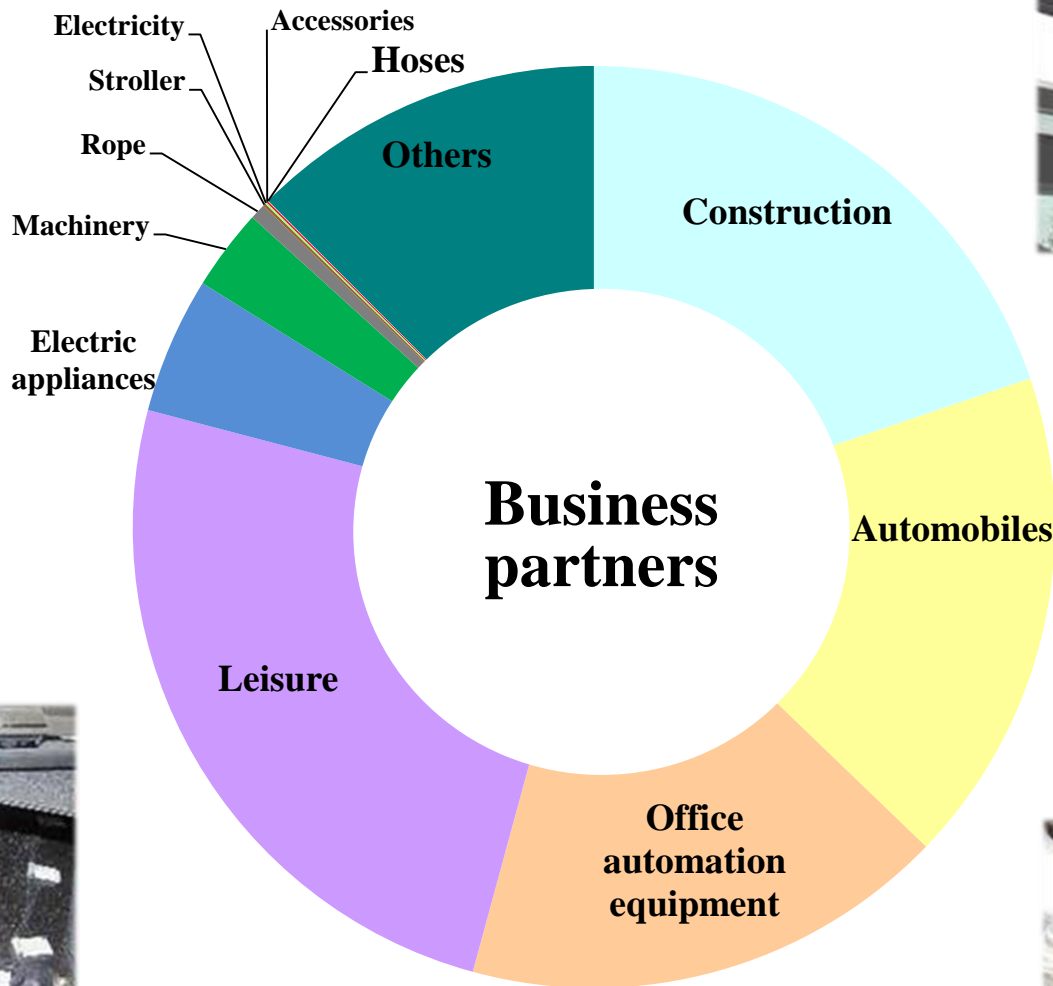 Electricity
Accessories
Hoses
Stroller
Rope
Machinery
Others
Construction
Electric
appliances
Business
partners
Automobiles
Leisure
Office
automation
equipment